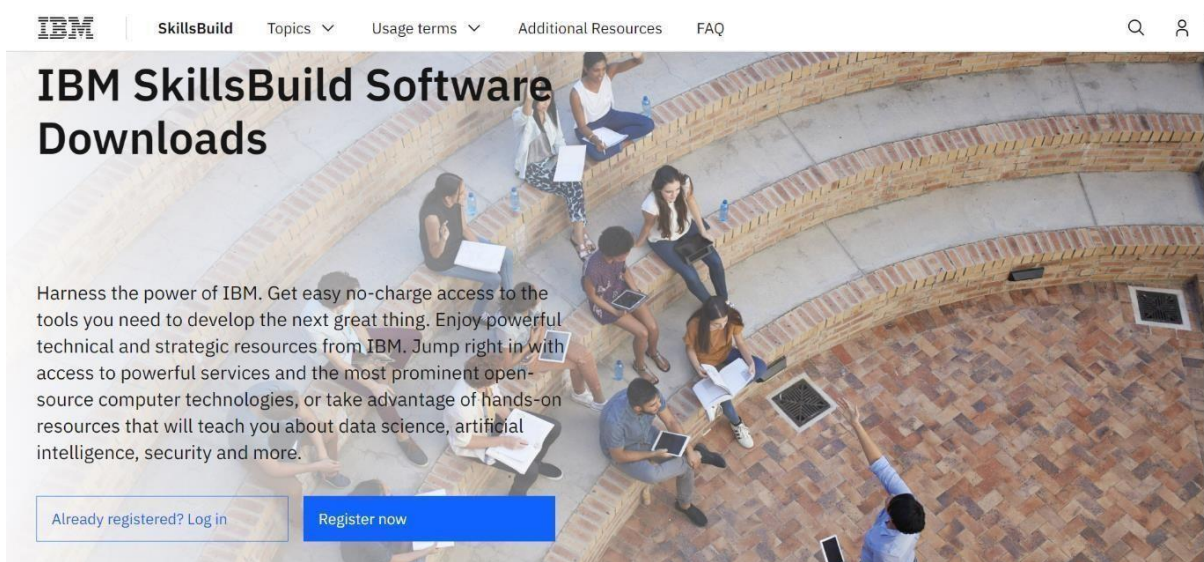 IBM SkillsBuild Topics Usage terms Additional Resources FAQ
IBM SkillsBuild Software
Downloads
Harness the power of IBM. Get easy no-charge access to the
tools you need to develop the next great thing. Enjoy powerful
technical and strategic resources from IBM. Jump right in with
access to powerful services and the most prominent open-
source computer technologies, or take advantage of hands-on
resources that will teach you about data science, artificial
intelligence, security and more.
Already registered? Log in Register now